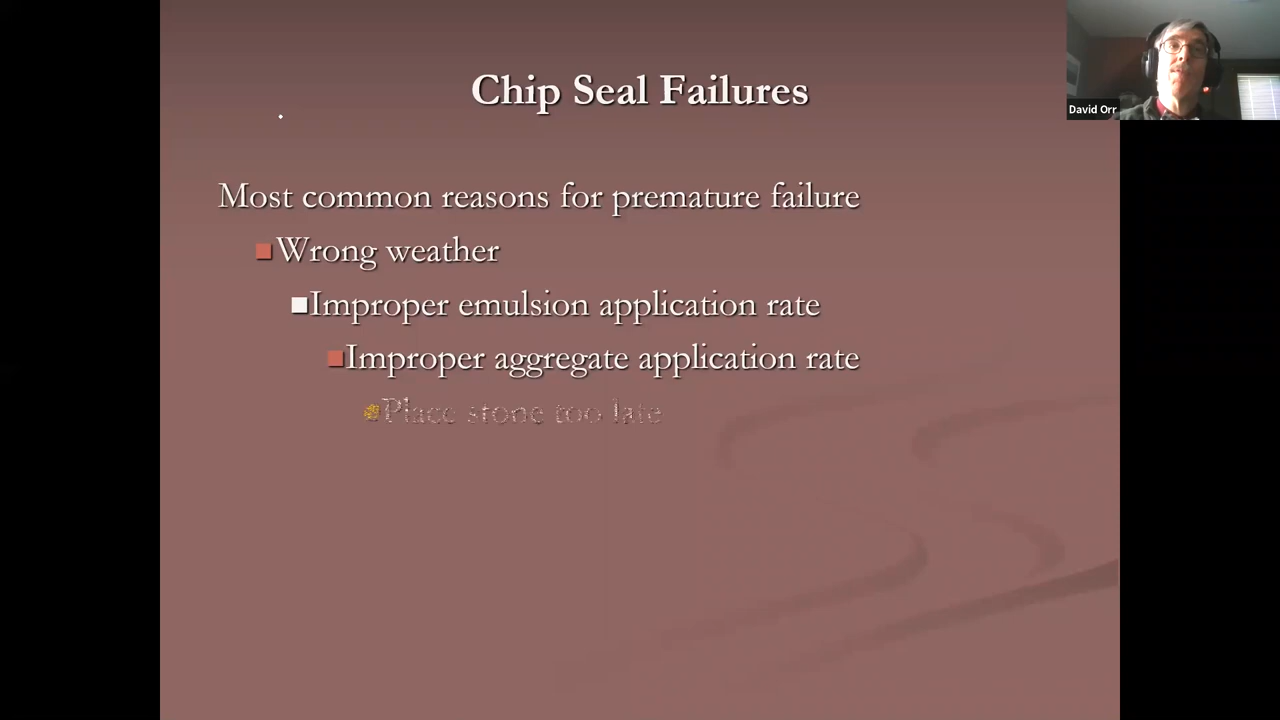 Chip Seal Failures
David Orr
Most common reasons for premature failure
Wrong weather
Improper emulsion application rate
Improper aggregate application rate
Place stone too late